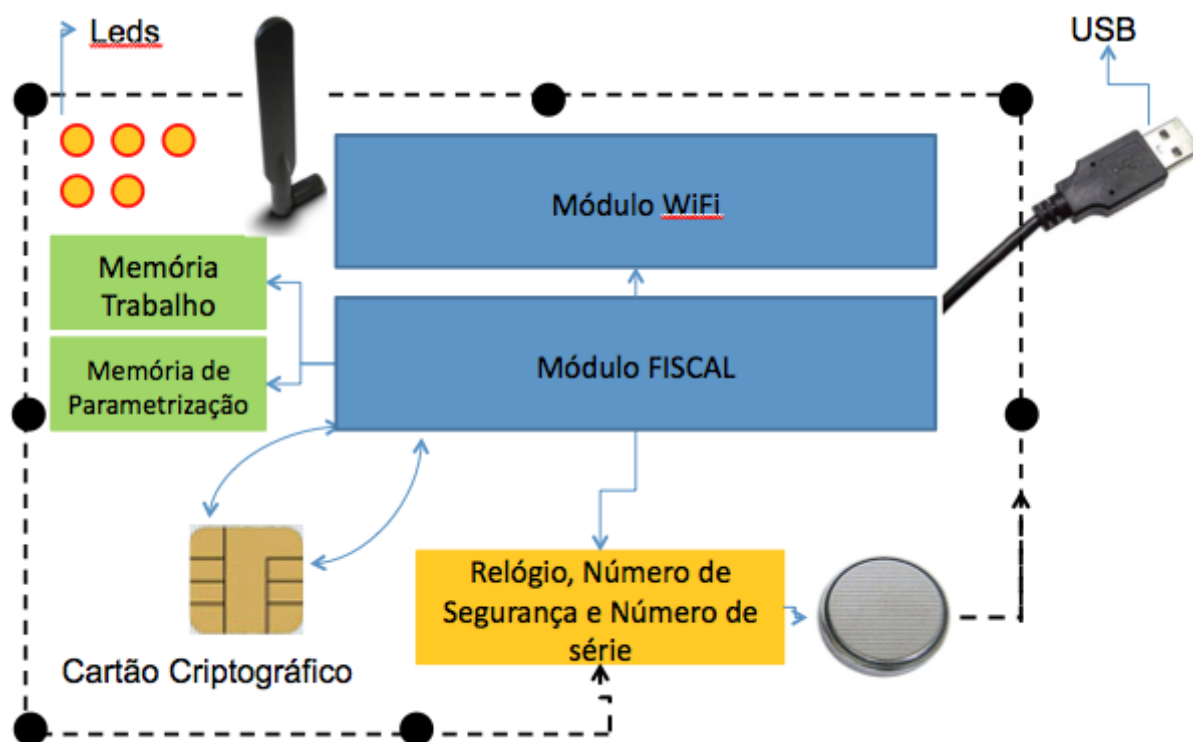 Leds
USB
Módulo WiFi
Memória
Trabalho
Módulo FISCAL
Memória de
Parametrização
Relógio, Número de
Segurança e Número de
série
Cartão Criptográfico